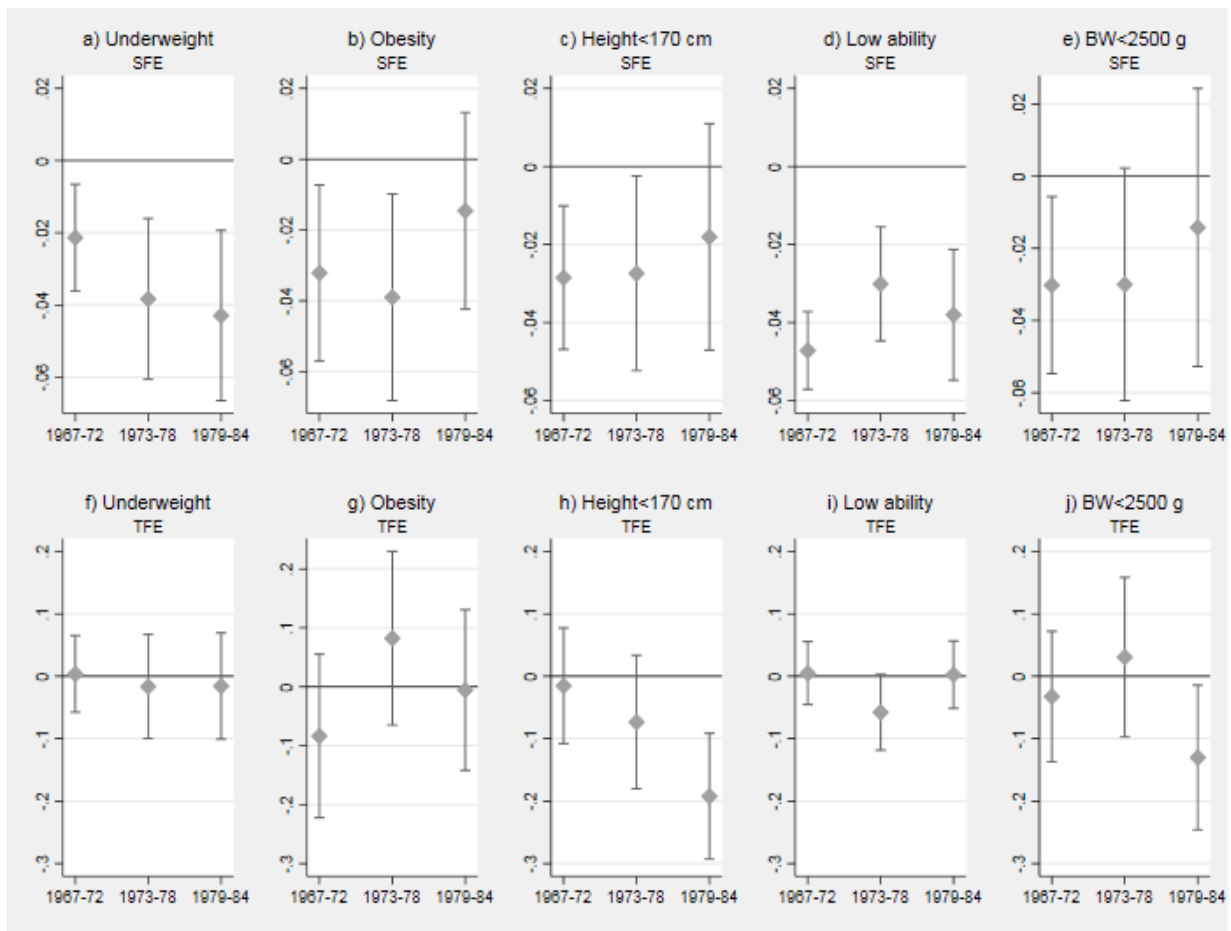 a) Underweight
SFE
.02
0
-.02
-.04
-.06
1967-72 1973-78 1979-84
b) Obesity
SFE
.02
0
-.02
-.04
-.06
1967-72 1973-78 1979-84
c) Height<170 cm
SFE
.02
0
-.02
-.04
-.06
1967-72 1973-78 1979-84
d) Low ability
SFE
.02
0
-.02
-.04
-.06
1967-72 1973-78 1979-84
e) BW<2500 g
SFE
.02
0
-.02
-.04
-.06
1967-72 1973-78 1979-84
f) Underweight
TFE
.2
.1
0
-.1
-.2
-.3
1967-72 1973-78 1979-84
g) Obesity
TFE
.2
.1
0
-.1
-.2
-.3
1967-72 1973-78 1979-84
h) Height<170 cm
TFE
.2
.1
0
-.1
-.2
-.3
1967-72 1973-78 1979-84
i) Low ability
TFE
.2
.1
0
-.1
-.2
-.3
1967-72 1973-78 1979-84
j) BW<2500 g
TFE
.2
.1
0
-.1
-.2
-.3
1967-72 1973-78 1979-84